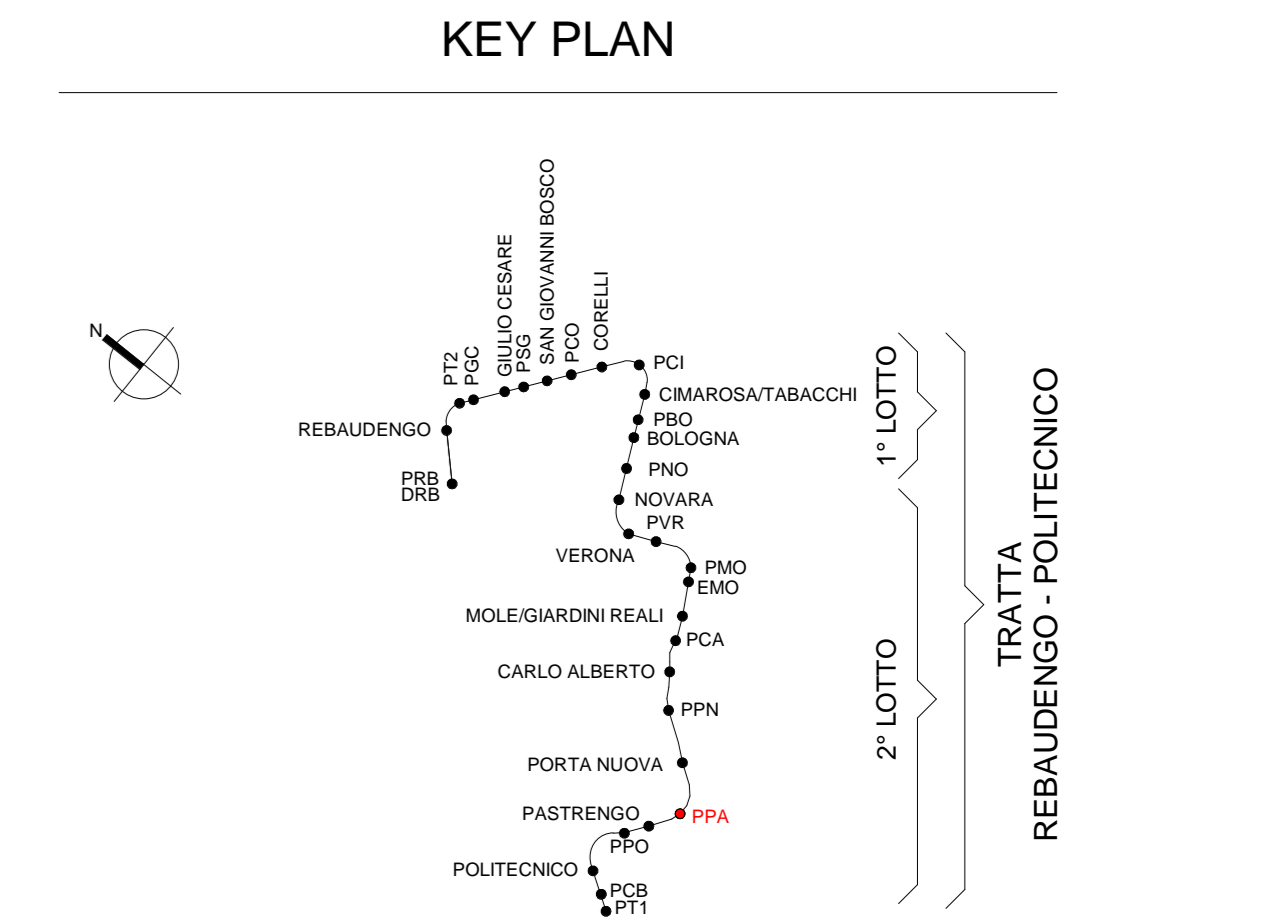 KEY PLAN
N
PT2
PGC
GIULIO CESARE
PSG
SAN GIOVANNI BOSCO
PCO
CORELLI
PCI
CIMAROSA/TABACCHI
REBAUDENGO
PBO
BOLOGNA
PRB
DRB
PNO
NOVARA
PVR
VERONA
PMO
EMO
MOLE/GIARDINI REALI
PCA
CARLO ALBERTO
PPN
PORTA NUOVA
PASTRENGO
PPA
PPO
POLITECNICO
PCB
PT1
1° LOTTO
2° LOTTO
TRATTA
REBAUDENGO - POLITECNICO